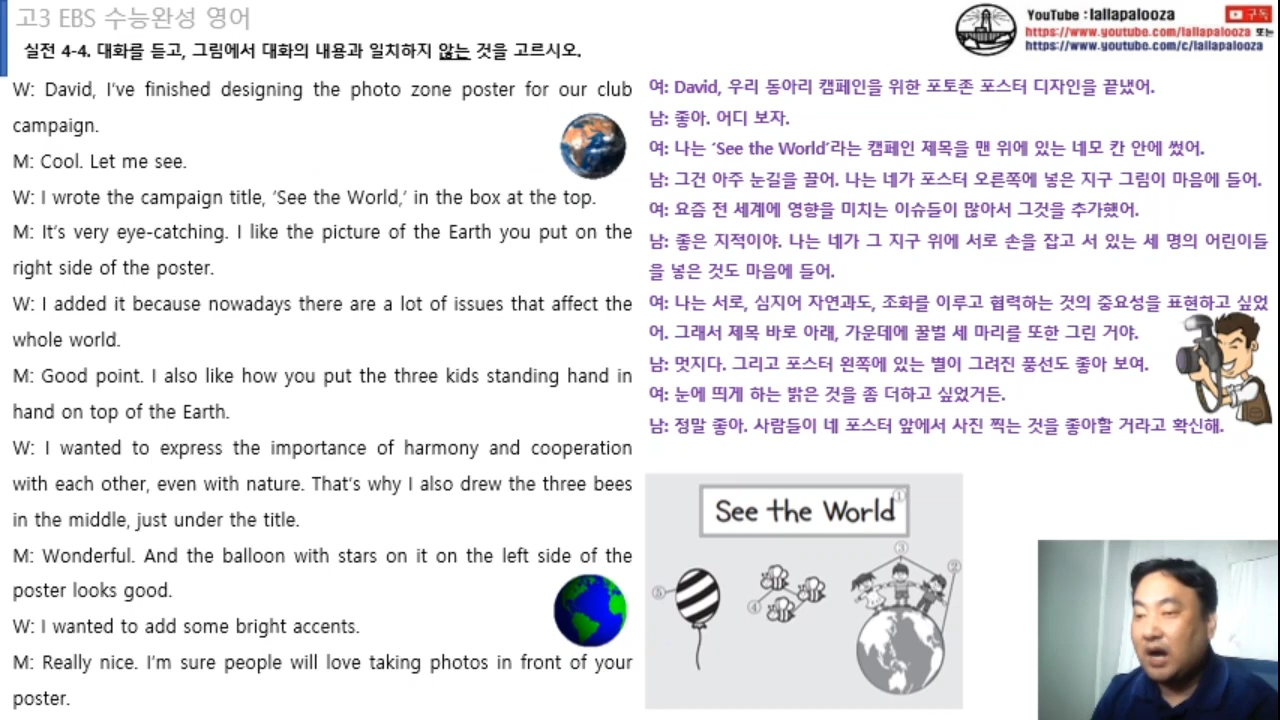 고3 EBS 수능완성 영어
실전 4-4. 대화를 듣고, 그림에서 대화의 내용과 일치하지 않는 것을 고르시오.
YouTube : lallapalooza
구독
https://www.youtube.com/lallapalooza 또는
https://www.youtube.com/c/lallapalooza
W: David, I've finished designing the photo zone poster for our club
campaign.
M: Cool. Let me see.
W: I wrote the campaign title, 'See the World,' in the box at the top.
M: It's very eye-catching. I like the picture of the Earth you put on the
right side of the poster.
W: I added it because nowadays there are a lot of issues that affect the
whole world.
M: Good point. I also like how you put the three kids standing hand in
hand on top of the Earth.
W: I wanted to express the importance of harmony and cooperation
with each other, even with nature. That's why I also drew the three bees
in the middle, just under the title.
M: Wonderful. And the balloon with stars on it on the left side of the
poster looks good.
W: I wanted to add some bright accents.
M: Really nice. I'm sure people will love taking photos in front of your
poster.
여: David, 우리 동아리 캠페인을 위한 포토존 포스터 디자인을 끝냈어.
남: 좋아. 어디 보자.
여: 나는 'See the World'라는 캠페인 제목을 맨 위에 있는 네모 칸 안에 썼어.
남: 그건 아주 눈길을 끌어. 나는 네가 포스터 오른쪽에 넣은 지구 그림이 마음에 들어.
여: 요즘 전 세계에 영향을 미치는 이슈들이 많아서 그것을 추가했어.
남: 좋은 지적이야. 나는 네가 그 지구 위에 서로 손을 잡고 서 있는 세 명의 어린이들
을 넣은 것도 마음에 들어.
여: 나는 서로, 심지어 자연과도, 조화를 이루고 협력하는 것의 중요성을 표현하고 싶었
어. 그래서 제목 바로 아래, 가운데에 꿀벌 세 마리를 또한 그린 거야.
남: 멋지다. 그리고 포스터 왼쪽에 있는 별이 그려진 풍선도 좋아 보여.
여: 눈에 띄게 하는 밝은 것을 좀 더하고 싶었거든.
남: 정말 좋아. 사람들이 네 포스터 앞에서 사진 찍는 것을 좋아할 거라고 확신해.
See the World ①
③
②
⑤
④